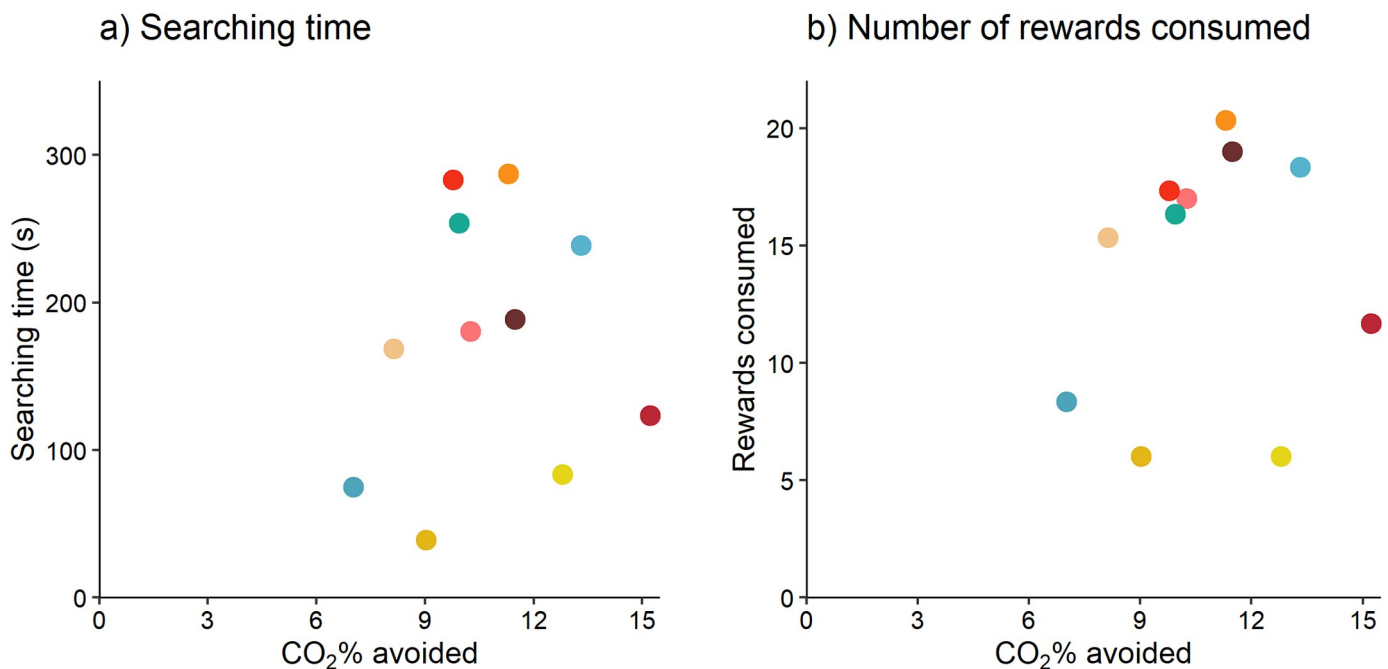 a) Searching time
300
200
100
0
0 3 6 9 12 15
Searching time (s)
CO₂% avoided
b) Number of rewards consumed
20
15
10
5
0
0 3 6 9 12 15
Rewards consumed
CO₂% avoided